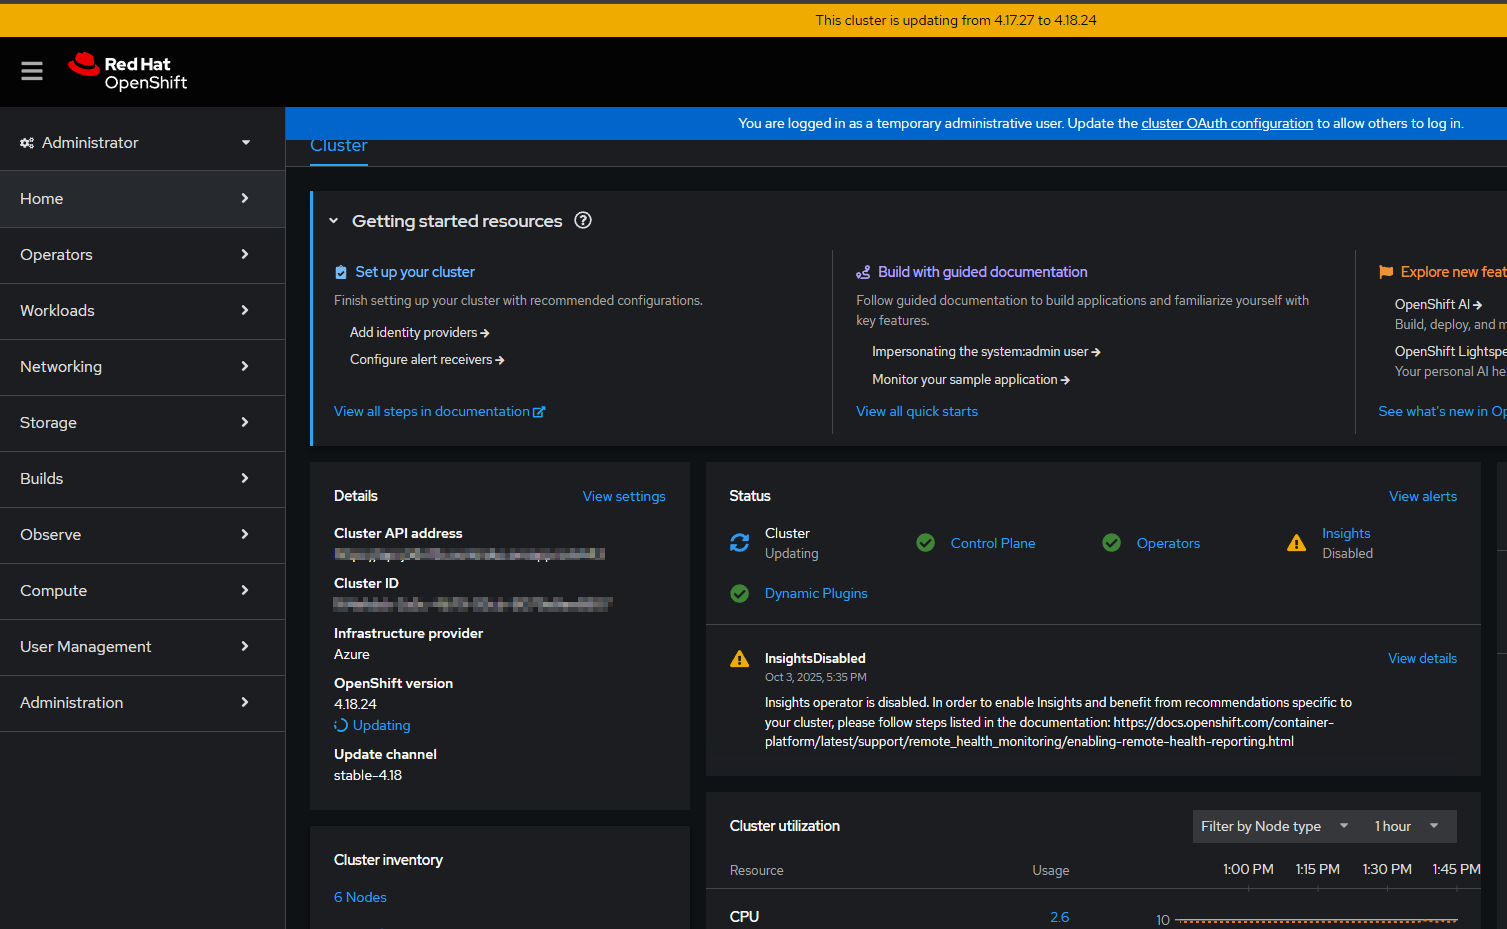 This cluster is updating from 4.17.27 to 4.18.24
Red Hat
OpenShift
You are logged in as a temporary administrative user. Update the cluster OAuth configuration to allow others to log in.
Administrator
Home
Operators
Workloads
Networking
Storage
Builds
Observe
Compute
User Management
Administration
Cluster
Getting started resources
Set up your cluster
Finish setting up your cluster with recommended configurations.
Add identity providers
Configure alert receivers
View all steps in documentation
Build with guided documentation
Follow guided documentation to build applications and familiarize yourself with
key features.
Impersonating the system:admin user
Monitor your sample application
View all quick starts
Explore new feat
OpenShift AI
Build, deploy, and m
OpenShift Lightspe
Your personal AI he
See what's new in Op
Details
View settings
Cluster API address
Cluster ID
Infrastructure provider
Azure
OpenShift version
4.18.24
Updating
Update channel
stable-4.18
Cluster inventory
6 Nodes
Status
View alerts
Cluster
Updating
Control Plane
Operators
Insights
Disabled
Dynamic Plugins
InsightsDisabled
View details
Oct 3, 2025, 5:35 PM
Insights operator is disabled. In order to enable Insights and benefit from recommendations specific to
your cluster, please follow steps listed in the documentation: https://docs.openshift.com/container-
platform/latest/support/remote_health_monitoring/enabling-remote-health-reporting.html
Cluster utilization
Filter by Node type
1 hour
Resource
Usage
1:00 PM
1:15 PM
1:30 PM
1:45 PM
CPU
2.6
10